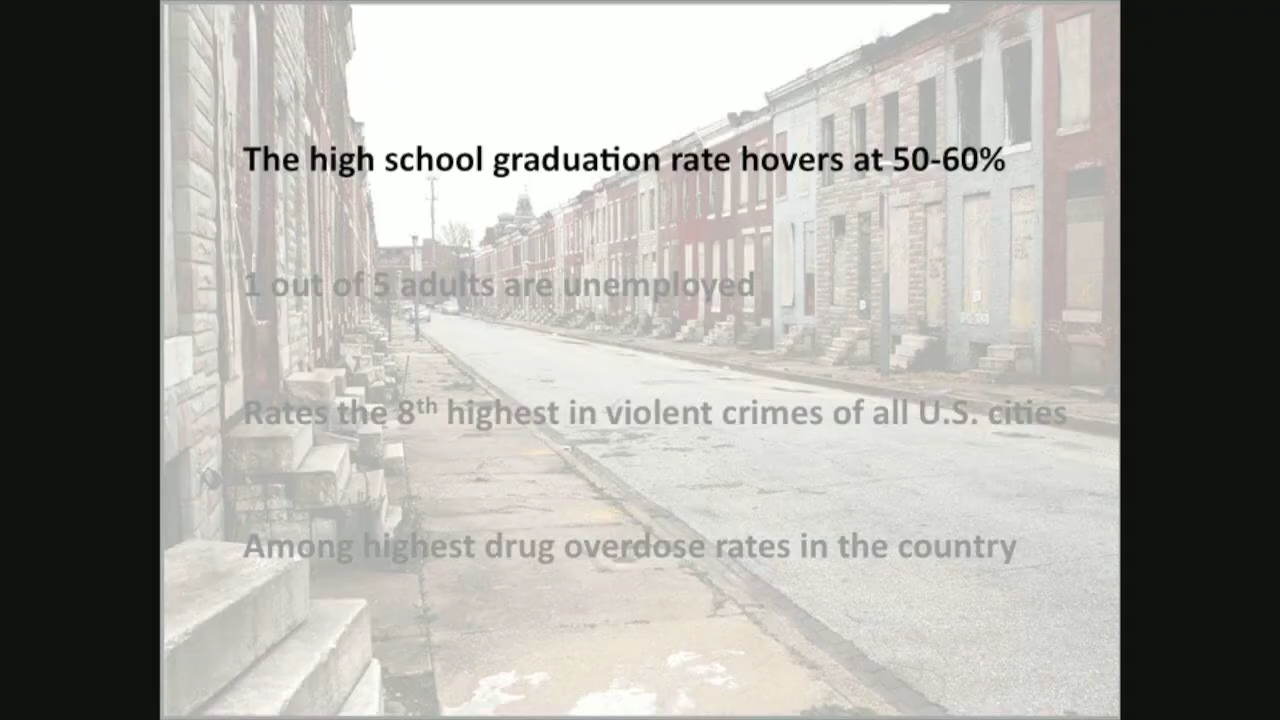 The high school graduation rate hovers at 50-60%
1 out of 5 adults are unemployed
Rates the 8th highest in violent crimes of all U.S. cities
Among highest drug overdose rates in the country